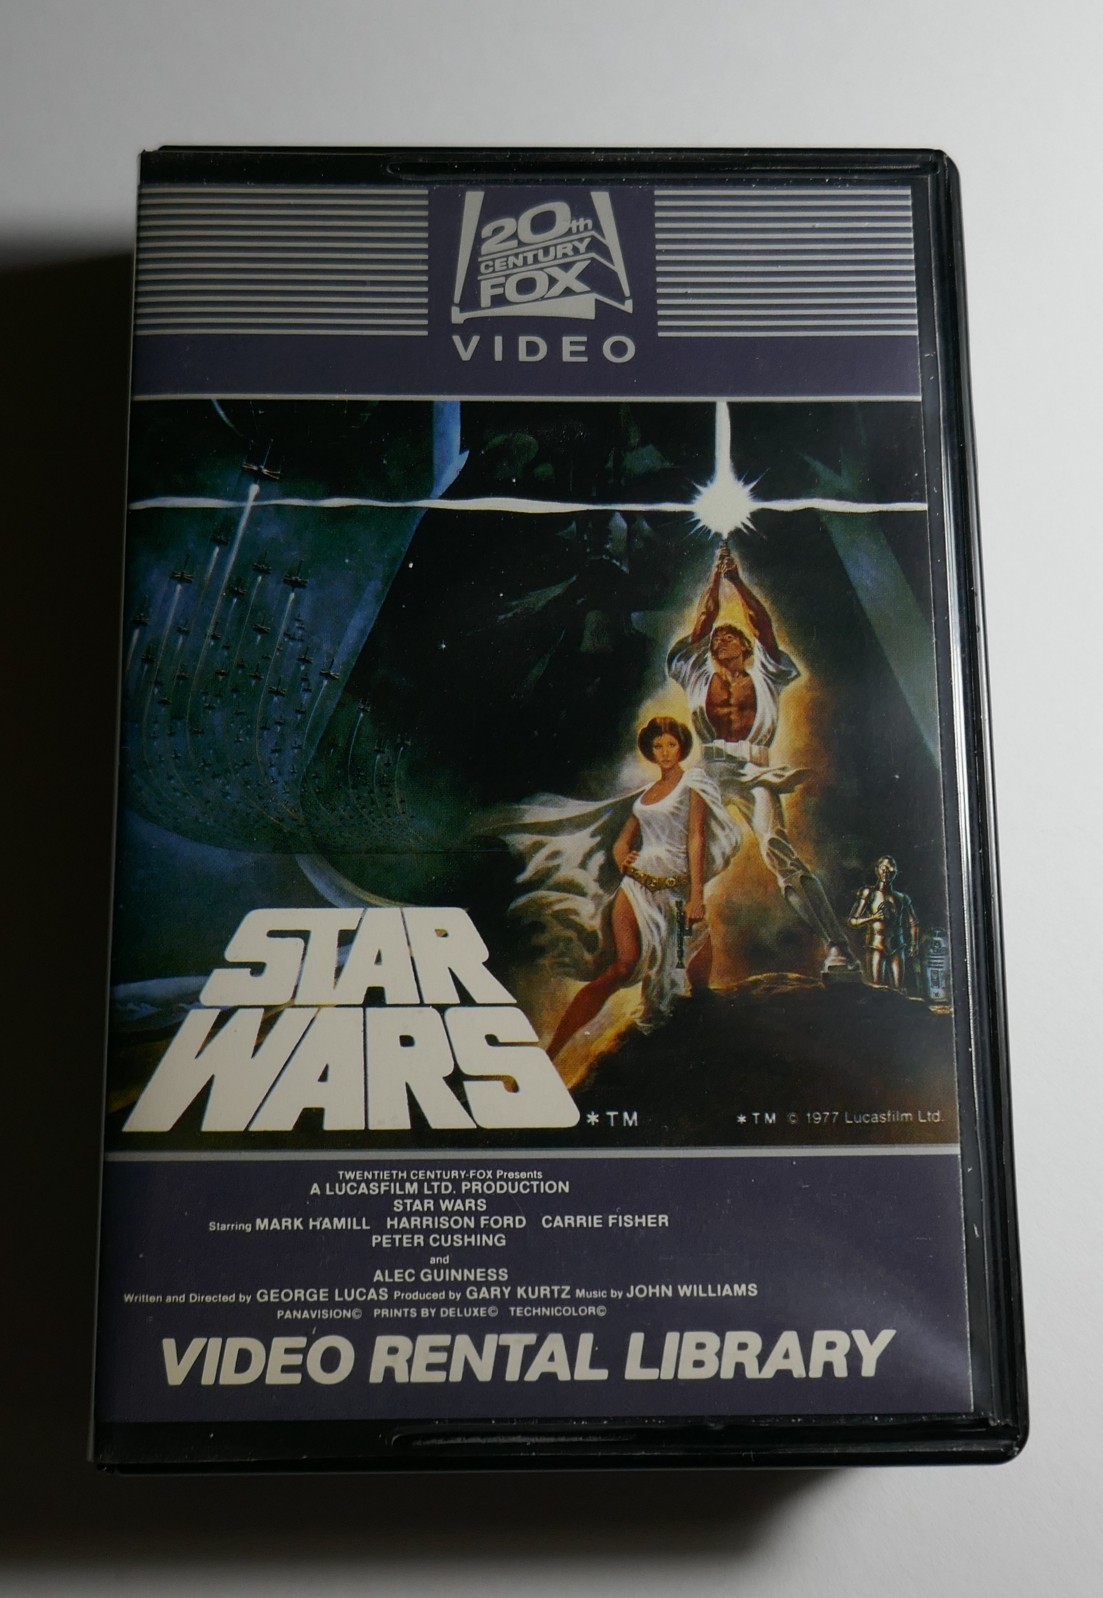 20th
CENTURY
FOX
VIDEO
STAR
WARS
*TM
*TM © 1977 Lucasfilm Ltd.
TWENTIETH CENTURY-FOX Presents
A LUCASFILM LTD. PRODUCTION
STAR WARS
Starring MARK HAMILL HARRISON FORD CARRIE FISHER
PETER CUSHING
and
ALEC GUINNESS
Written and Directed by GEORGE LUCAS Produced by GARY KURTZ Music by JOHN WILLIAMS
PANAVISION© PRINTS BY DELUXE© TECHNICOLOR©
VIDEO RENTAL LIBRARY